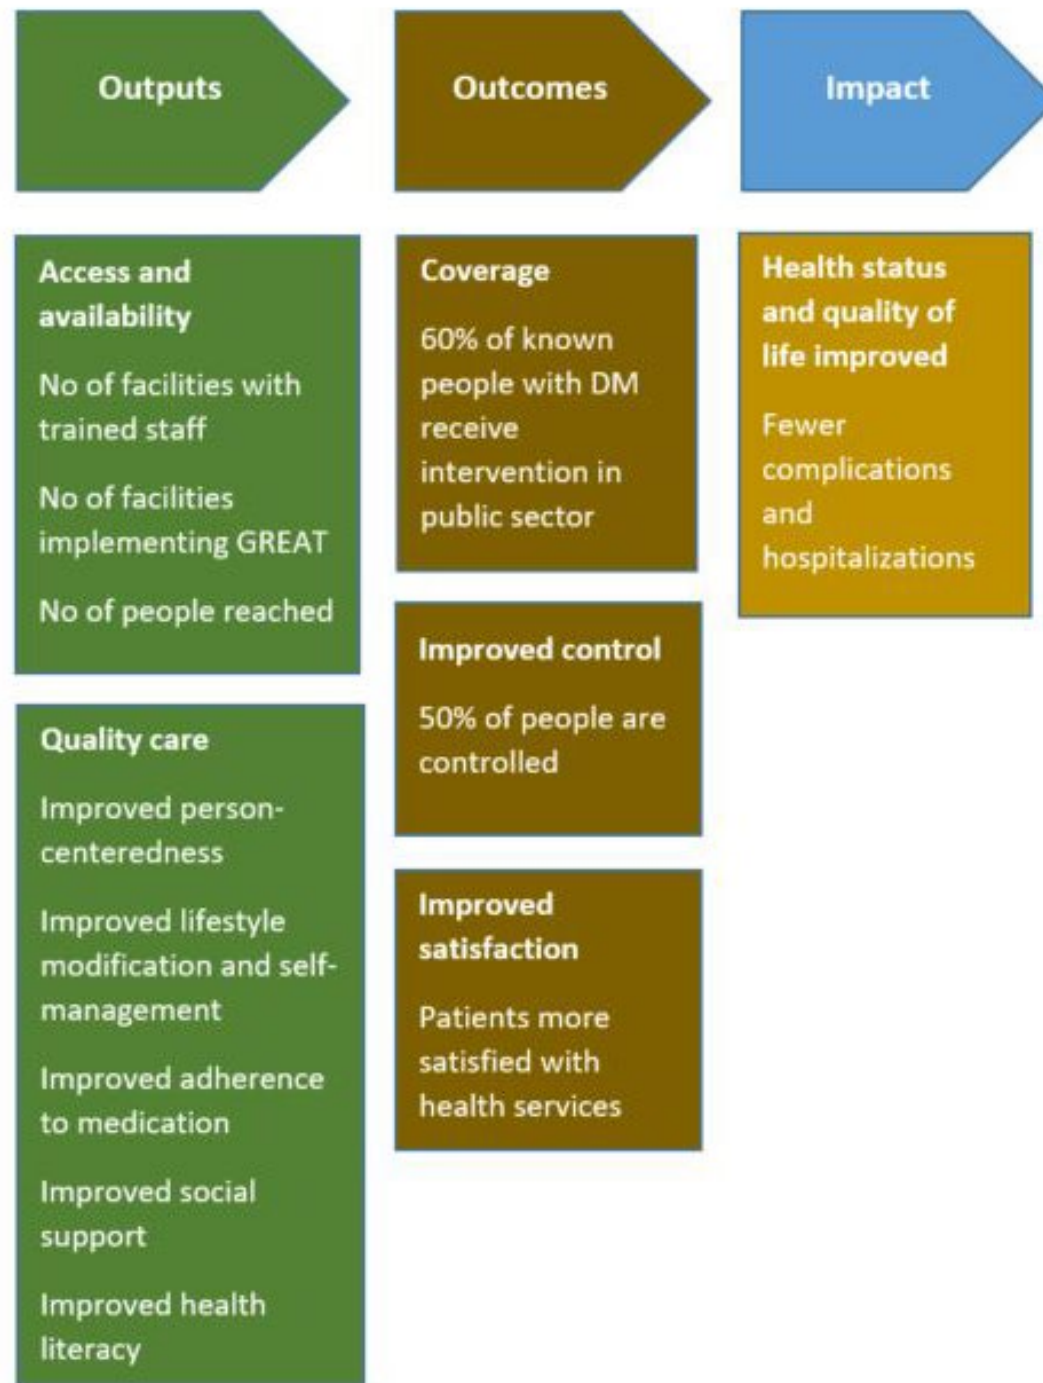 Outputs
Outcomes
Impact
Access and
availability
No of facilities with
trained staff
No of facilities
implementing GREAT
No of people reached
Quality care
Improved person-
centeredness
Improved lifestyle
modification and self-
management
Improved adherence
to medication
Improved social
support
Improved health
literacy
Coverage
60% of known
people with DM
receive
intervention in
public sector
Improved control
50% of people are
controlled
Improved
satisfaction
Patients more
satisfied with
health services
Health status
and quality of
life improved
Fewer
complications
and
hospitalizations